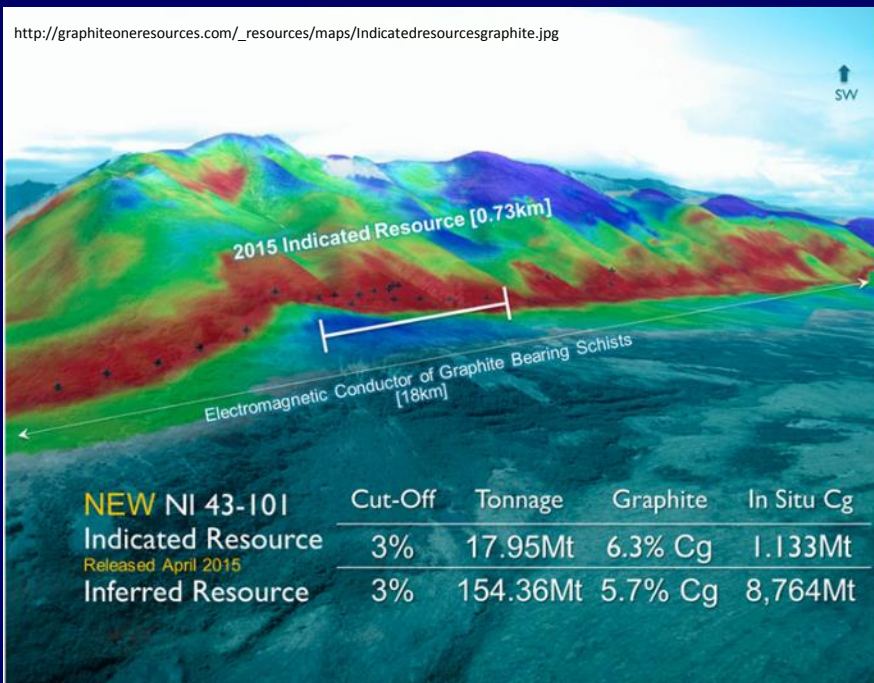 http://graphiteoneresources.com/_resources/maps/Indicatedresourcesgraphite.jpg
SW
2015 Indicated Resource [0.73km]
Electromagnetic Conductor of Graphite Bearing Schists
[18km]
NEW NI 43-101 Cut-Off Tonnage Graphite In Situ Cg
Indicated Resource 3% 17.95Mt 6.3% Cg 1.133Mt
Released April 2015
Inferred Resource 3% 154.36Mt 5.7% Cg 8,764Mt